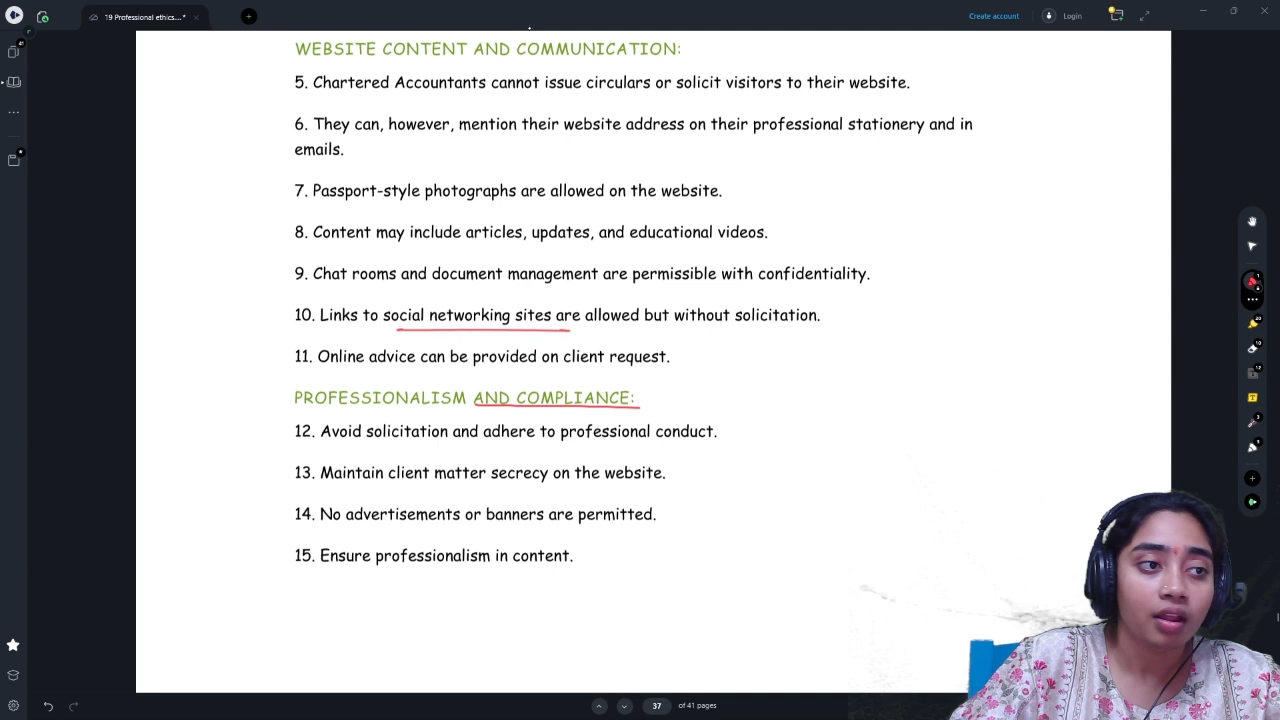 19 Professional ethics....*
Create account
Login
WEBSITE CONTENT AND COMMUNICATION:
5. Chartered Accountants cannot issue circulars or solicit visitors to their website.
6. They can, however, mention their website address on their professional stationery and in
emails.
7. Passport-style photographs are allowed on the website.
8. Content may include articles, updates, and educational videos.
9. Chat rooms and document management are permissible with confidentiality.
10. Links to social networking sites are allowed but without solicitation.
11. Online advice can be provided on client request.
PROFESSIONALISM AND COMPLIANCE:
12. Avoid solicitation and adhere to professional conduct.
13. Maintain client matter secrecy on the website.
14. No advertisements or banners are permitted.
15. Ensure professionalism in content.
37 of 41 pages